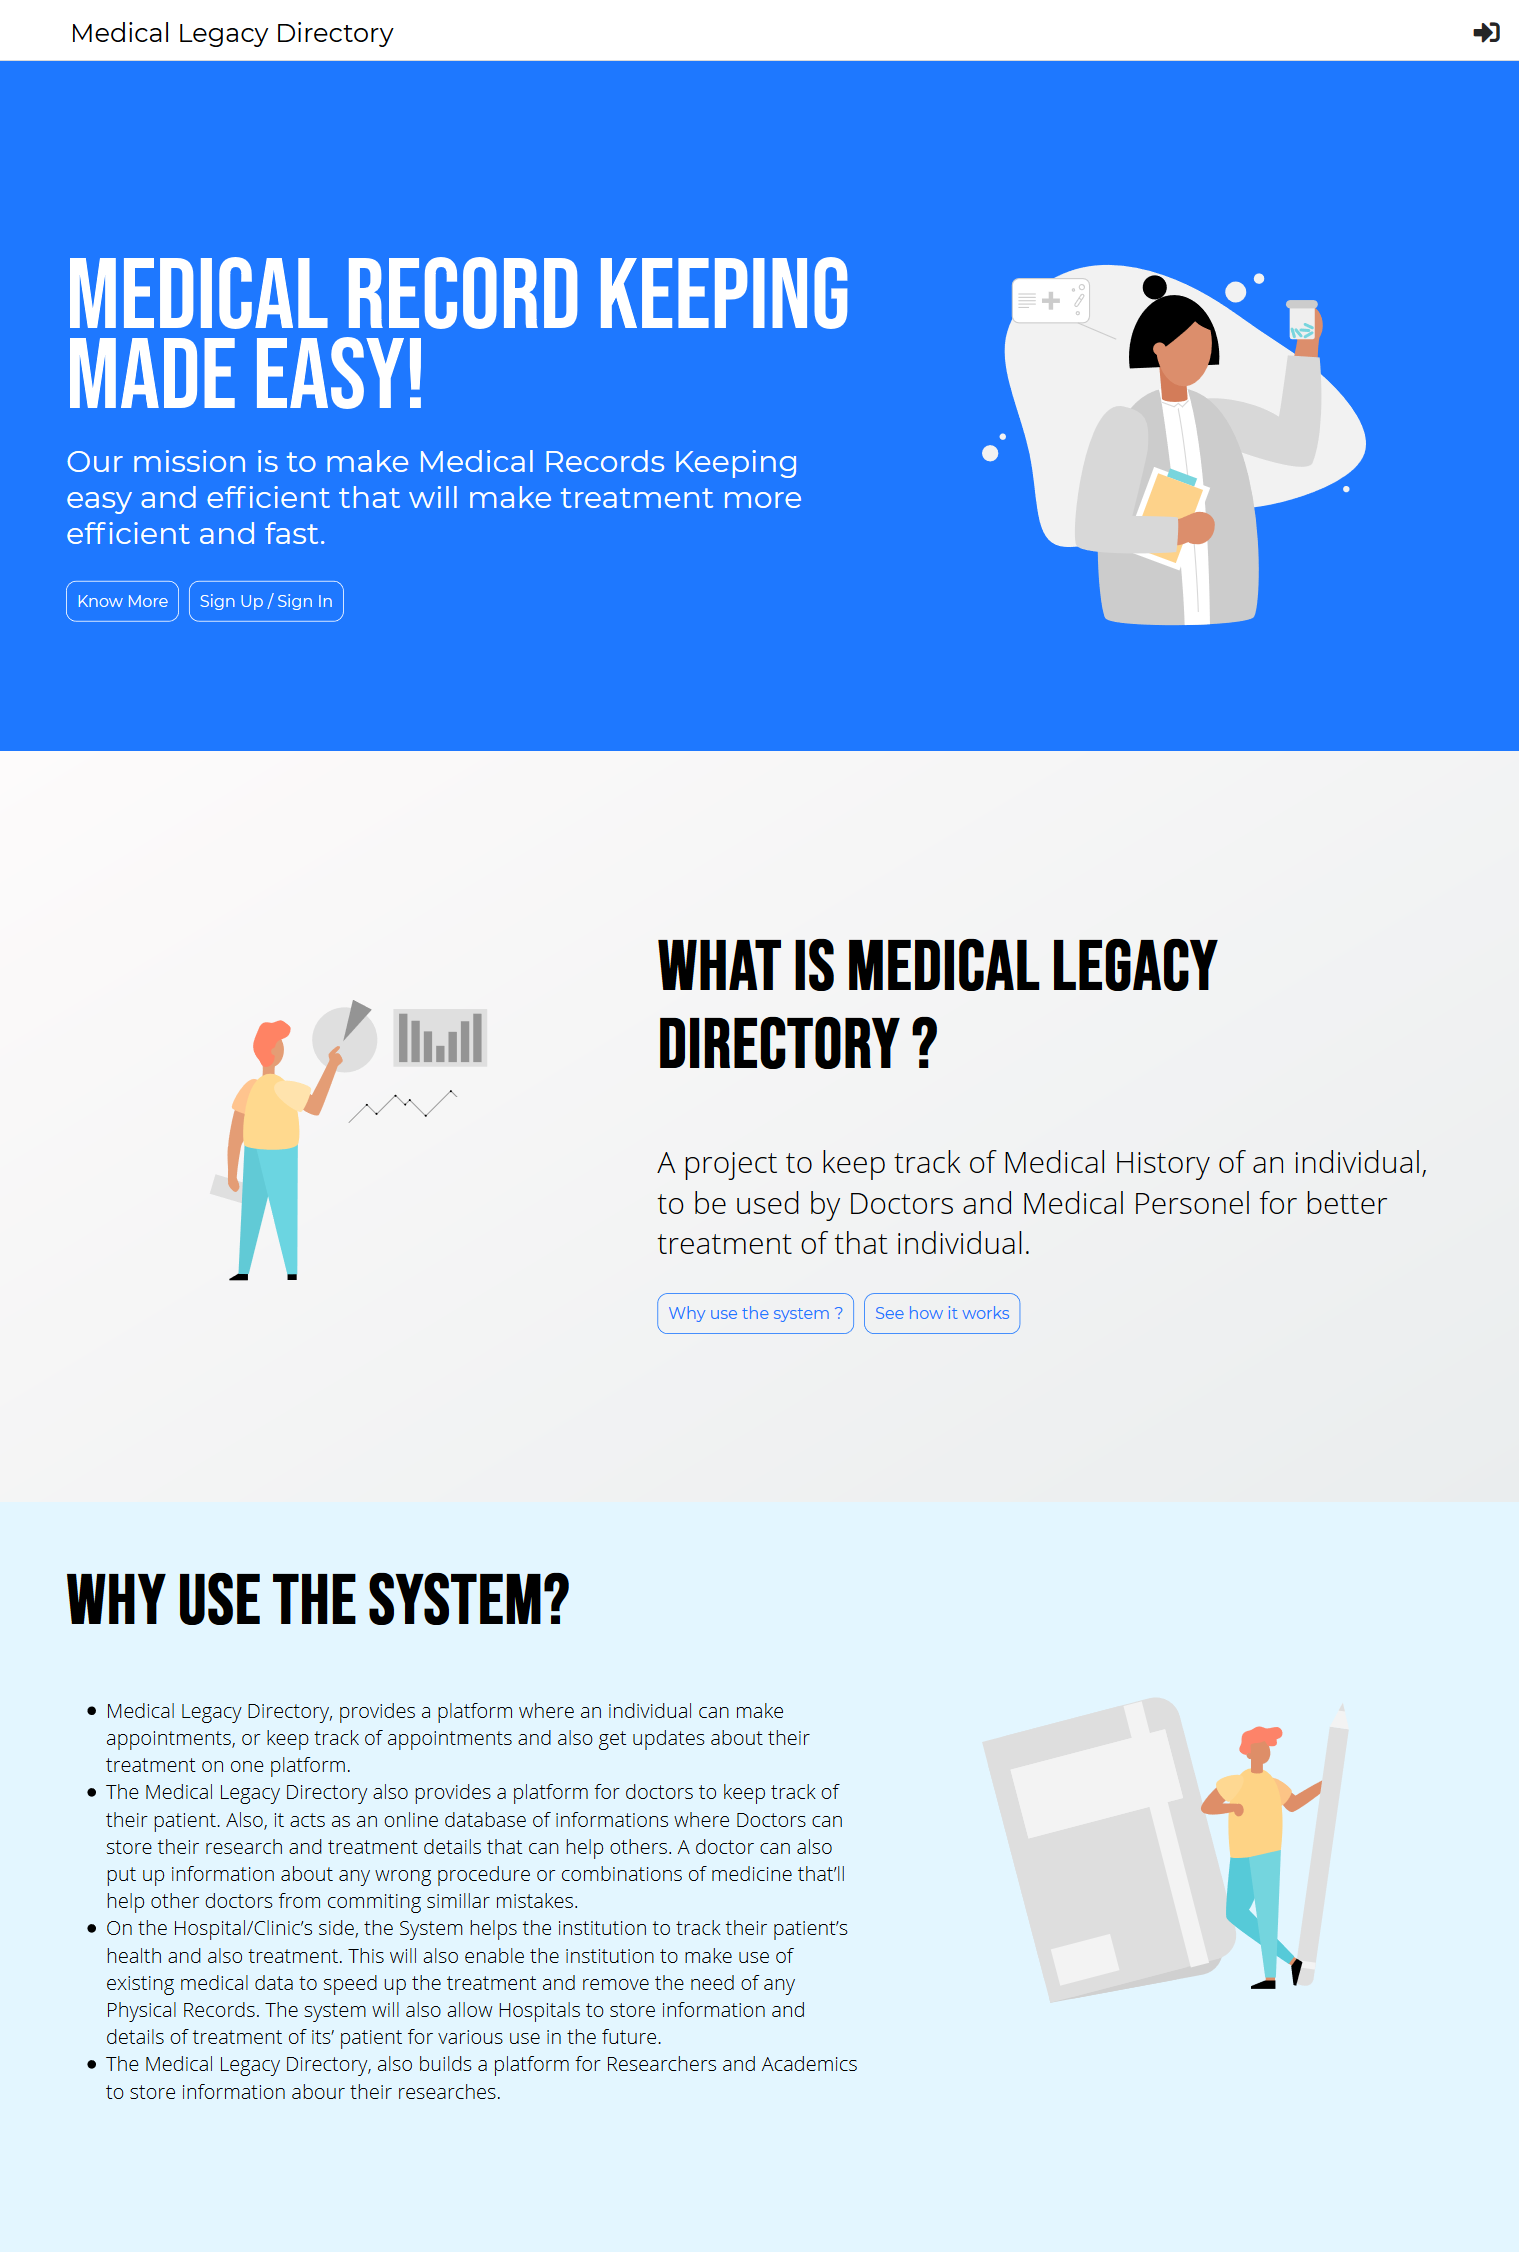 Medical Legacy Directory
MEDICAL RECORD KEEPING
MADE EASY!
Our mission is to make Medical Records Keeping
easy and efficient that will make treatment more
efficient and fast.
Know More
Sign Up / Sign In
WHAT IS MEDICAL LEGACY
DIRECTORY ?
A project to keep track of Medical History of an individual,
to be used by Doctors and Medical Personel for better
treatment of that individual.
Why use the system ?
See how it works
WHY USE THE SYSTEM?
• Medical Legacy Directory, provides a platform where an individual can make
appointments, or keep track of appointments and also get updates about their
treatment on one platform.
• The Medical Legacy Directory also provides a platform for doctors to keep track of
their patient. Also, it acts as an online database of informations where Doctors can
store their research and treatment details that can help others. A doctor can also
put up information about any wrong procedure or combinations of medicine that’ll
help other doctors from commiting simillar mistakes.
• On the Hospital/Clinic’s side, the System helps the institution to track their patient’s
health and also treatment. This will also enable the institution to make use of
existing medical data to speed up the treatment and remove the need of any
Physical Records. The system will also allow Hospitals to store information and
details of treatment of its’ patient for various use in the future.
• The Medical Legacy Directory, also builds a platform for Researchers and Academics
to store information abour their researches.